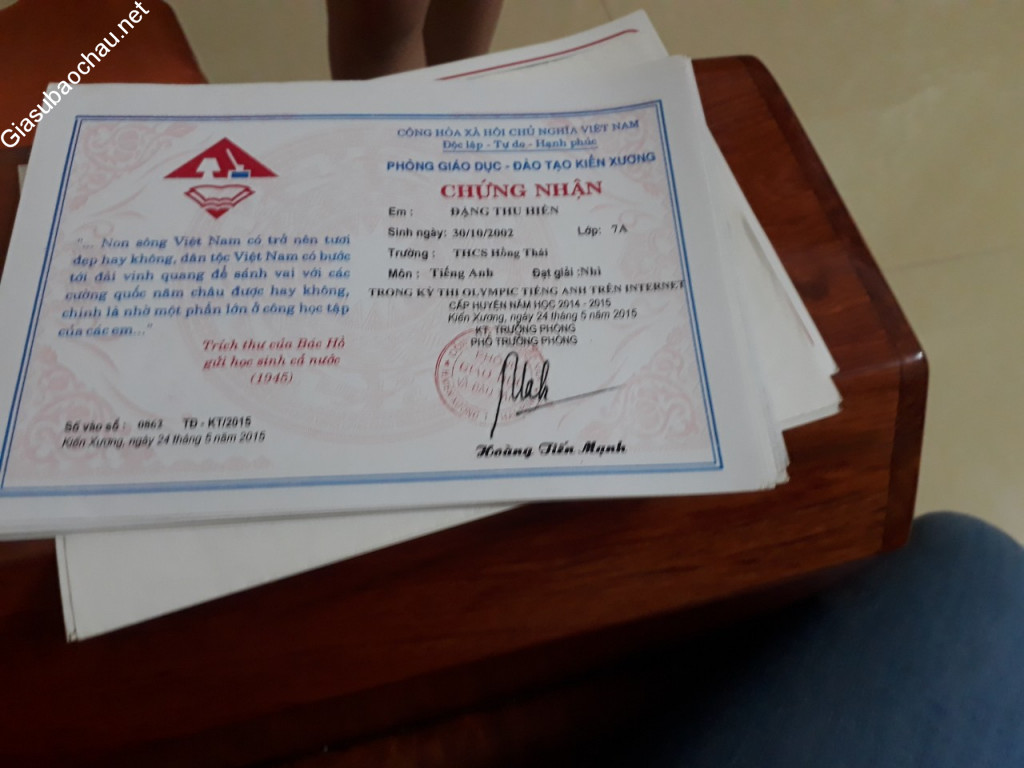 Giasubaochau.net
CỘNG HÒA XÃ HỘI CHỦ NGHĨA VIỆT NAM
Độc lập - Tự do - Hạnh phúc
PHÒNG GIÁO DỤC - ĐÀO TẠO KIẾN XƯƠNG
CHỨNG NHẬN
Em : ĐẶNG THU HIỀN
Sinh ngày: 30/10/2002 Lớp: 7A
Trường : THCS Hồng Thái
Môn : Tiếng Anh Đạt giải :Nhì
TRONG KỲ THI OLYMPIC TIẾNG ANH TRÊN INTERNET
CẤP HUYỆN NĂM HỌC 2014 - 2015
Kiến Xương, ngày 24 tháng 5 năm 2015
KT. TRƯỞNG PHÒNG
PHÓ TRƯỞNG PHÒNG
Hoàng Tiến Mạnh
"... Non sông Việt Nam có trở nên tươi
đẹp hay không, dân tộc Việt Nam có bước
tới đài vinh quang để sánh vai với các
cường quốc năm châu được hay không,
chính là nhờ một phần lớn ở công học tập
của các em..."
Trích thư của Bác Hồ
gửi học sinh cả nước
(1945)
Số vào sổ : 0863 TĐ - KT/2015
Kiến Xương, ngày 24 tháng 5 năm 2015